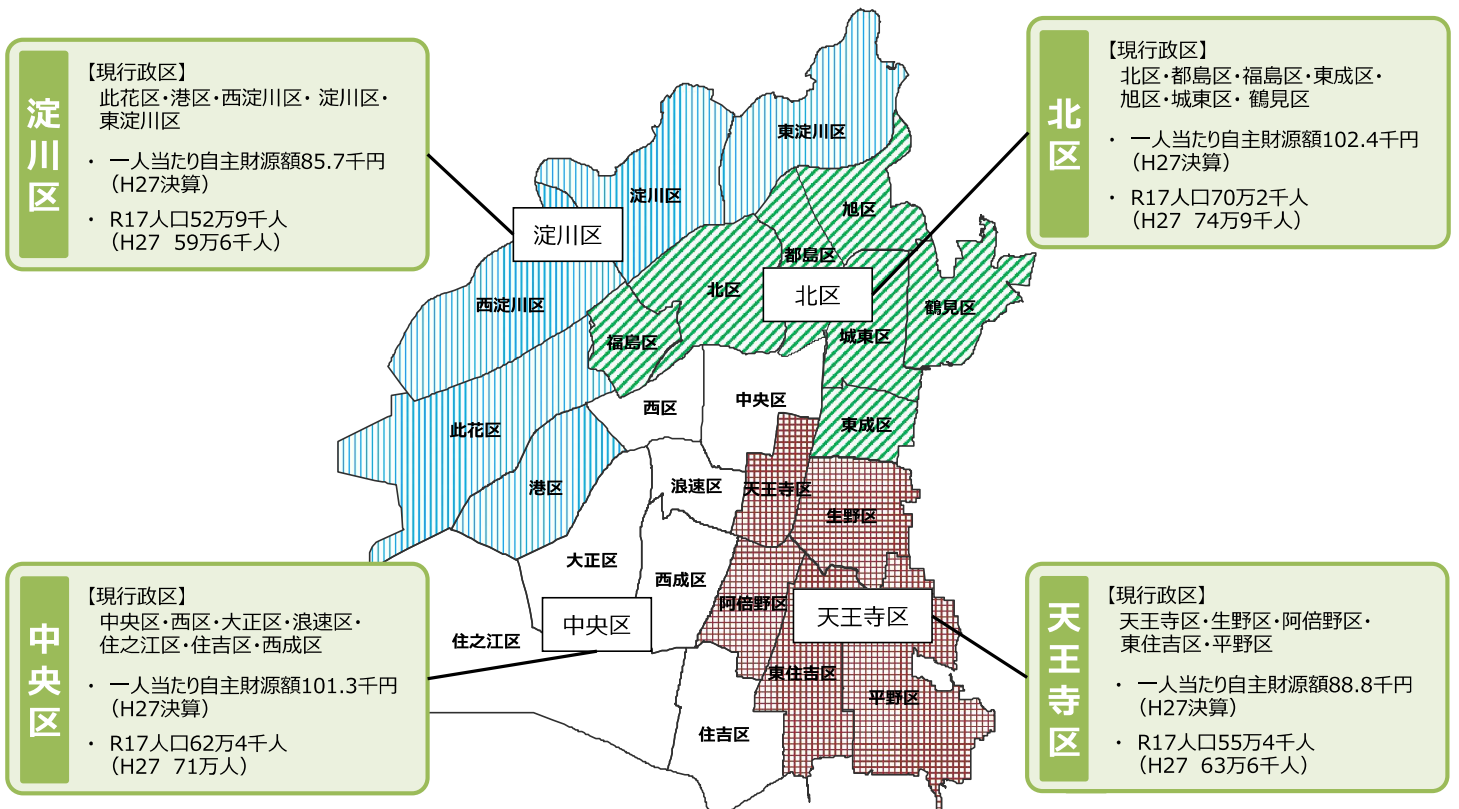 淀川区
【現行政区】
此花区・港区・西淀川区・ 淀川区・
東淀川区
・ 一人当たり自主財源額85.7千円
（H27決算）
・ R17人口52万9千人
（H27 59万6千人）
北区
【現行政区】
北区・都島区・福島区・東成区・
旭区・城東区・ 鶴見区
・ 一人当たり自主財源額102.4千円
（H27決算）
・ R17人口70万2千人
（H27 74万9千人）
東淀川区
淀川区
旭区
淀川区
都島区
北区
北区
西淀川区
鶴見区
福島区
城東区
中央区
西区
東成区
此花区
浪速区
天王寺区
港区
生野区
大正区
西成区
阿倍野区
天王寺区
中央区
住之江区
東住吉区
平野区
住吉区
中央区
【現行政区】
中央区・西区・大正区・浪速区・
住之江区・住吉区・西成区
・ 一人当たり自主財源額101.3千円
（H27決算）
・ R17人口62万4千人
（H27 71万人）
天王寺区
【現行政区】
天王寺区・生野区・阿倍野区・
東住吉区・平野区
・ 一人当たり自主財源額88.8千円
（H27決算）
・ R17人口55万4千人
（H27 63万6千人）